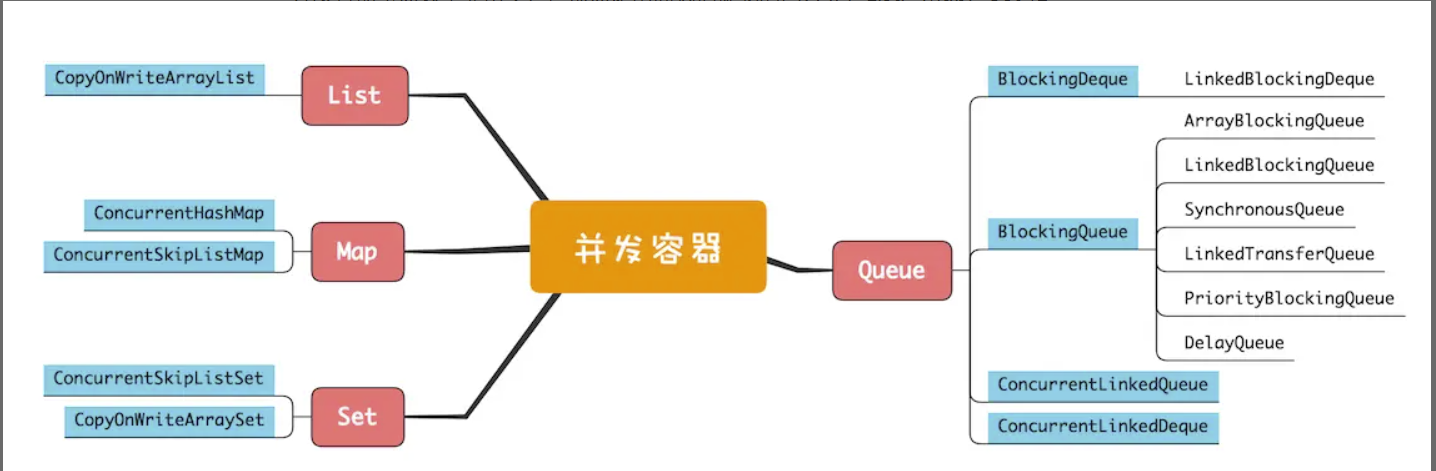 CopyOnWriteArrayList
List
ConcurrentHashMap
ConcurrentSkipListMap
Map
ConcurrentSkipListSet
CopyOnWriteArraySet
Set
并发容器
Queue
BlockingDeque
LinkedBlockingDeque
BlockingQueue
ArrayBlockingQueue
LinkedBlockingQueue
SynchronousQueue
LinkedTransferQueue
PriorityBlockingQueue
DelayQueue
ConcurrentLinkedQueue
ConcurrentLinkedDeque